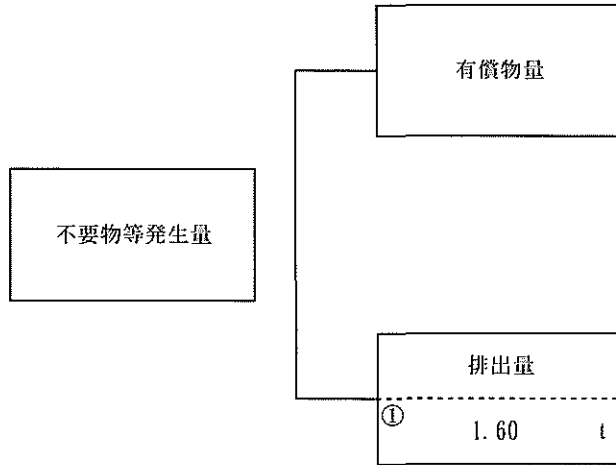 有償物量
不要物等発生量
排出量
①
1.60 t